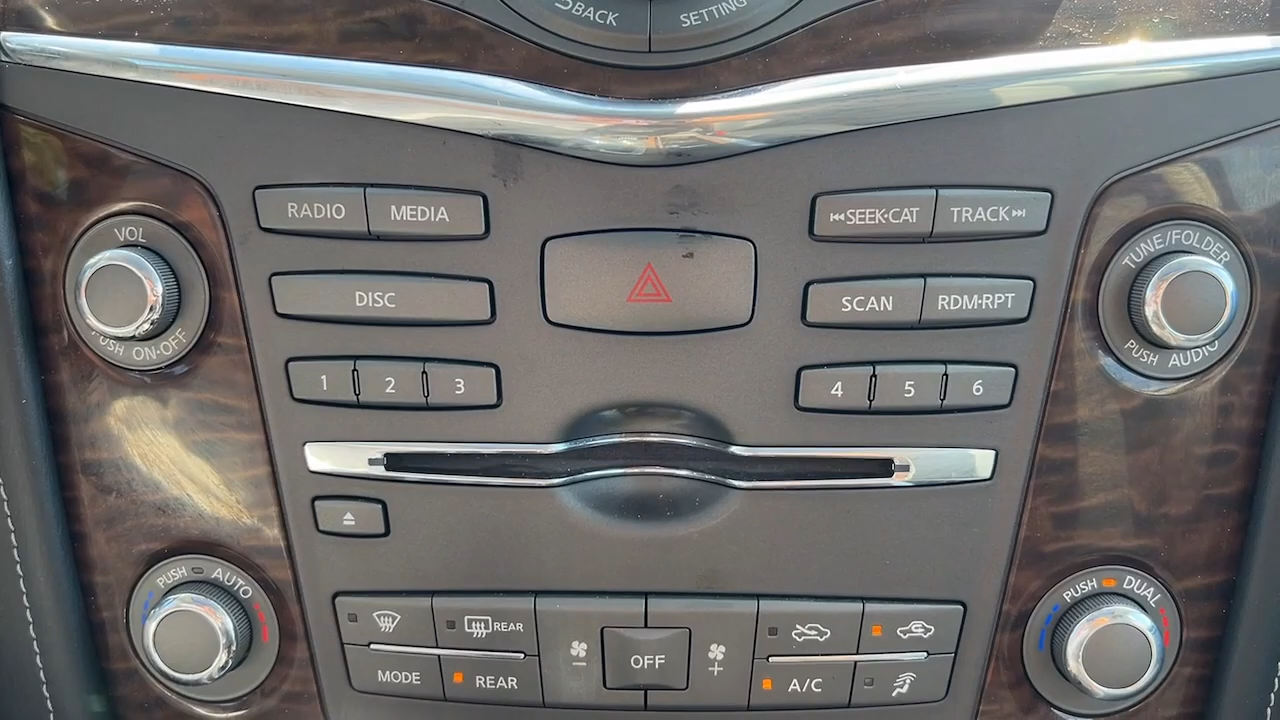 BACK
SETTING
RADIO
MEDIA
SEEK·CAT
TRACK
VOL
PUSH ON·OFF
DISC
SCAN
RDM·RPT
TUNE/FOLDER
PUSH AUDIO
1
2
3
4
5
6
PUSH AUTO
PUSH DUAL
REAR
MODE
REAR
OFF
A/C